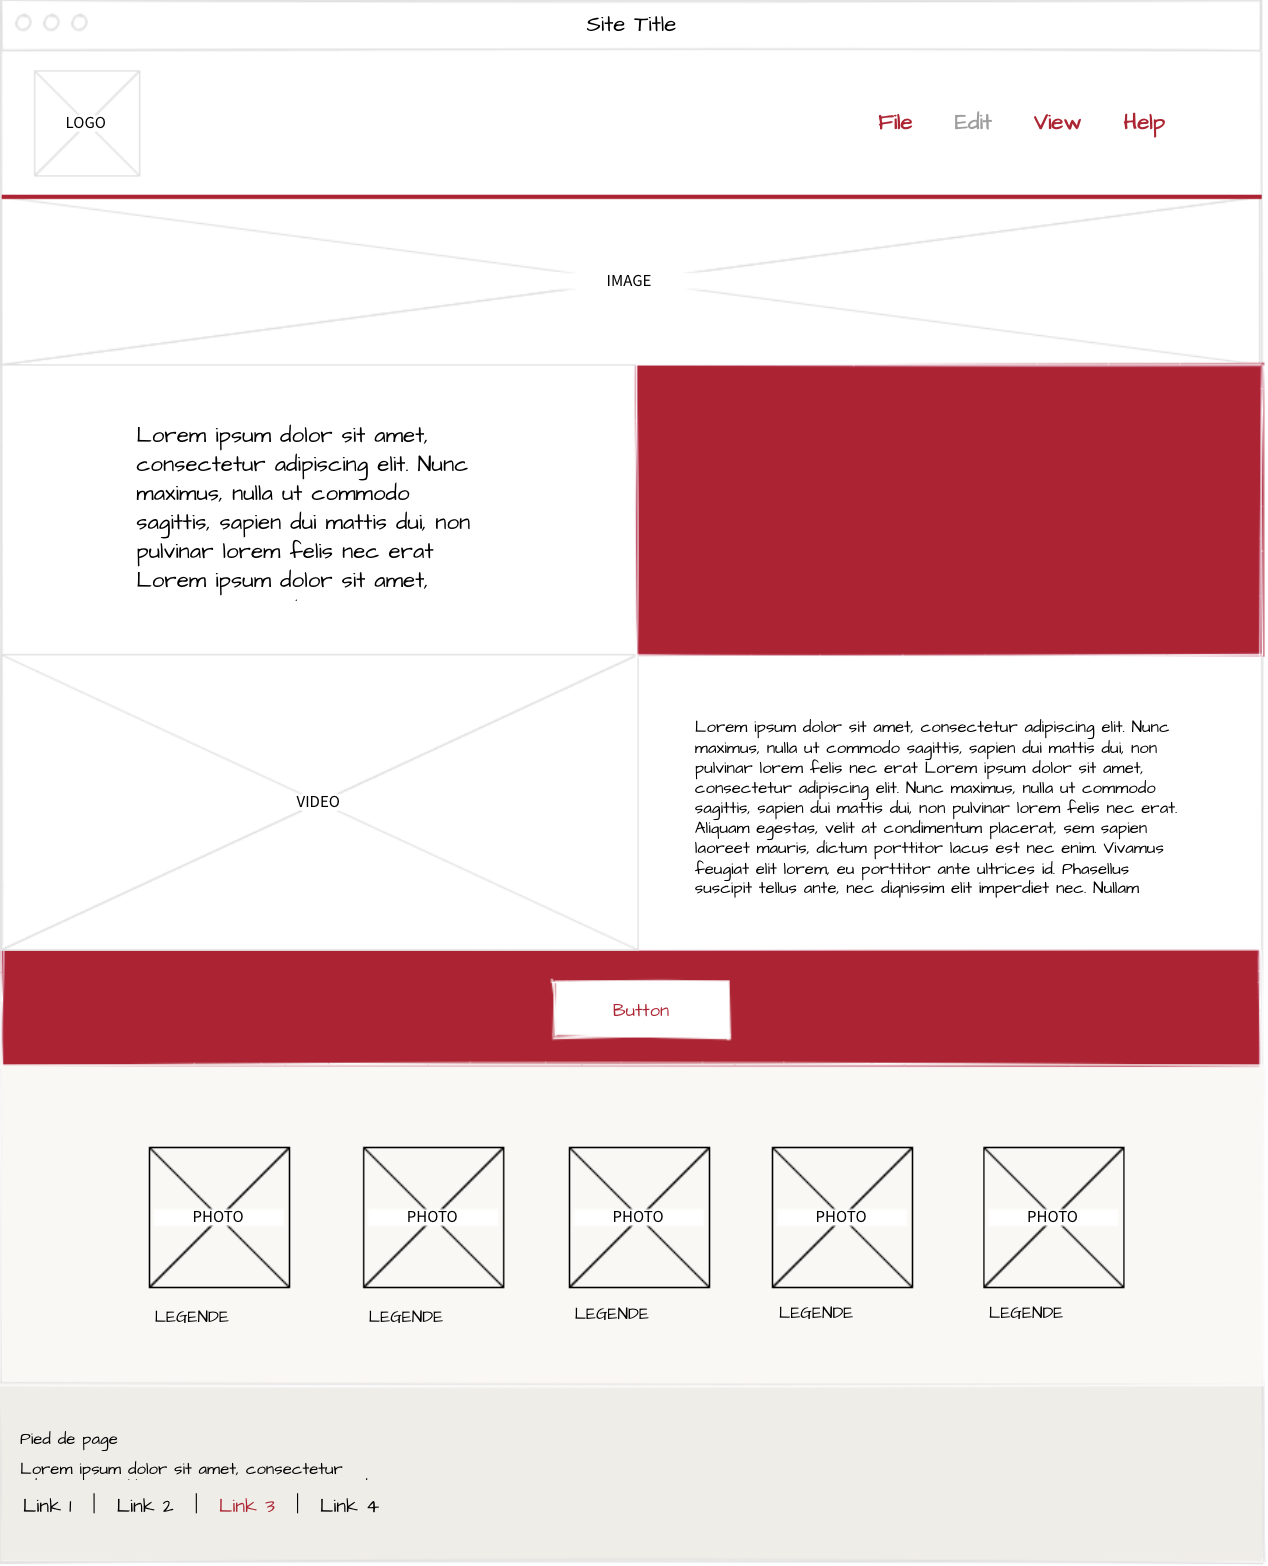 Site Title
LOGO
File Edit View Help
IMAGE
Lorem ipsum dolor sit amet,
consectetur adipiscing elit. Nunc
maximus, nulla ut commodo
sagittis, sapien dui mattis dui, non
pulvinar lorem felis nec erat
Lorem ipsum dolor sit amet,
VIDEO
Lorem ipsum dolor sit amet, consectetur adipiscing elit. Nunc
maximus, nulla ut commodo sagittis, sapien dui mattis dui, non
pulvinar lorem felis nec erat Lorem ipsum dolor sit amet,
consectetur adipiscing elit. Nunc maximus, nulla ut commodo
sagittis, sapien dui mattis dui, non pulvinar lorem felis nec erat.
Aliquam egestas, velit at condimentum placerat, sem sapien
laoreet mauris, dictum porttitor lacus est nec enim. Vivamus
feugiat elit lorem, eu porttitor ante ultrices id. Phasellus
suscipit tellus ante, nec dignissim elit imperdiet nec. Nullam
Button
PHOTO PHOTO PHOTO PHOTO PHOTO
LEGENDE LEGENDE LEGENDE LEGENDE LEGENDE
Pied de page
Lorem ipsum dolor sit amet, consectetur
Link 1 | Link 2 | Link 3 | Link 4